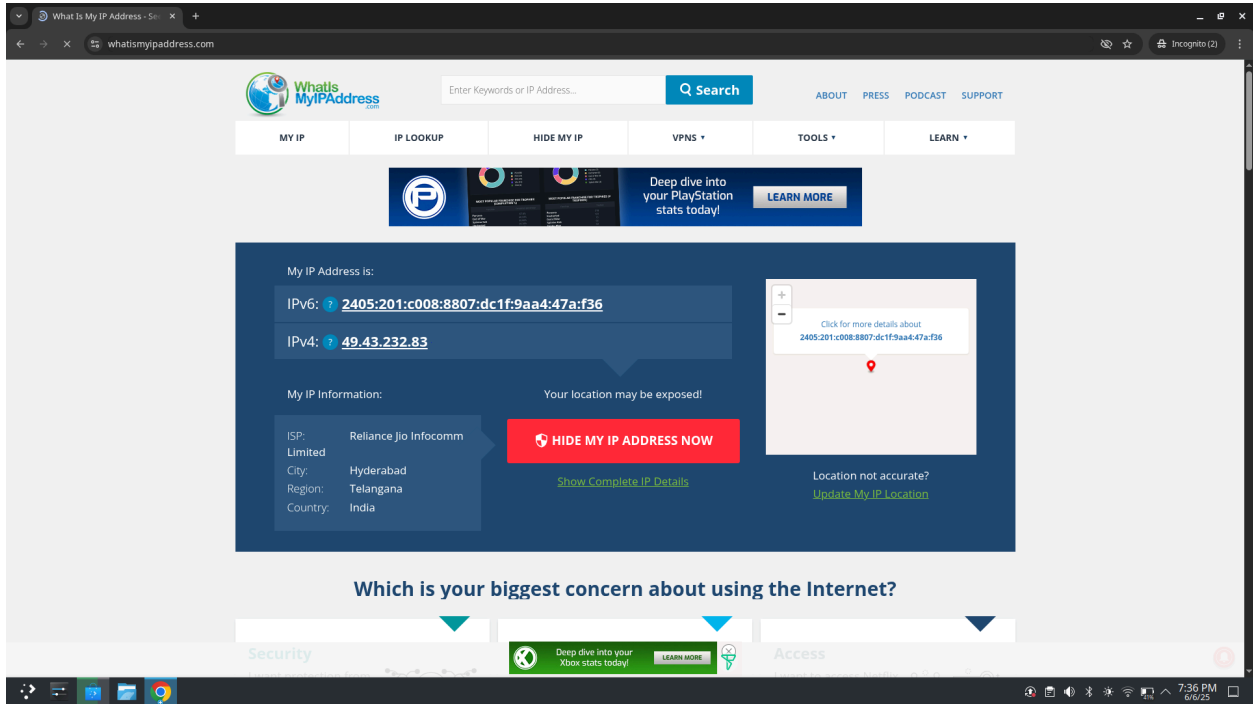 What Is My IP Address - Se
whatismyipaddress.com
Incognito (2)
WhatIs
MyIPAddress
.com
Enter Keywords or IP Address...
Search
ABOUT PRESS PODCAST SUPPORT
MY IP IP LOOKUP HIDE MY IP VPNS TOOLS LEARN
Deep dive into
your PlayStation
stats today!
LEARN MORE
My IP Address is:
IPv6: ? 2405:201:c008:8807:dc1f:9aa4:47a:f36
IPv4: ? 49.43.232.83
+
−
Click for more details about
2405:201:c008:8807:dc1f:9aa4:47a:f36
My IP Information:
Your location may be exposed!
ISP: Reliance Jio Infocomm
Limited
City: Hyderabad
Region: Telangana
Country: India
HIDE MY IP ADDRESS NOW
Show Complete IP Details
Location not accurate?
Update My IP Location
Which is your biggest concern about using the Internet?
Security
Access
Deep dive into your
Xbox stats today!
LEARN MORE
I want protection from
7:36 PM
6/6/25